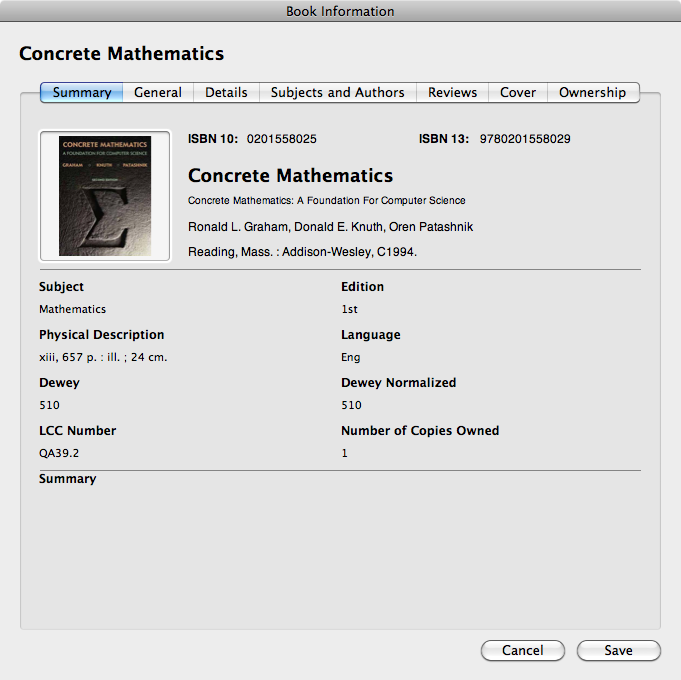 Book Information
Concrete Mathematics
Summary General Details Subjects and Authors Reviews Cover Ownership
CONCRETE MATHEMATICS
A FOUNDATION FOR COMPUTER SCIENCE
GRAHAM KNUTH PATASHNIK
SECOND EDITION
Σ
ISBN 10: 0201558025 ISBN 13: 9780201558029
Concrete Mathematics
Concrete Mathematics: A Foundation For Computer Science
Ronald L. Graham, Donald E. Knuth, Oren Patashnik
Reading, Mass. : Addison-Wesley, C1994.
Subject Edition
Mathematics 1st
Physical Description Language
xiii, 657 p. : ill. ; 24 cm. Eng
Dewey Dewey Normalized
510 510
LCC Number Number of Copies Owned
QA39.2 1
Summary
Cancel Save